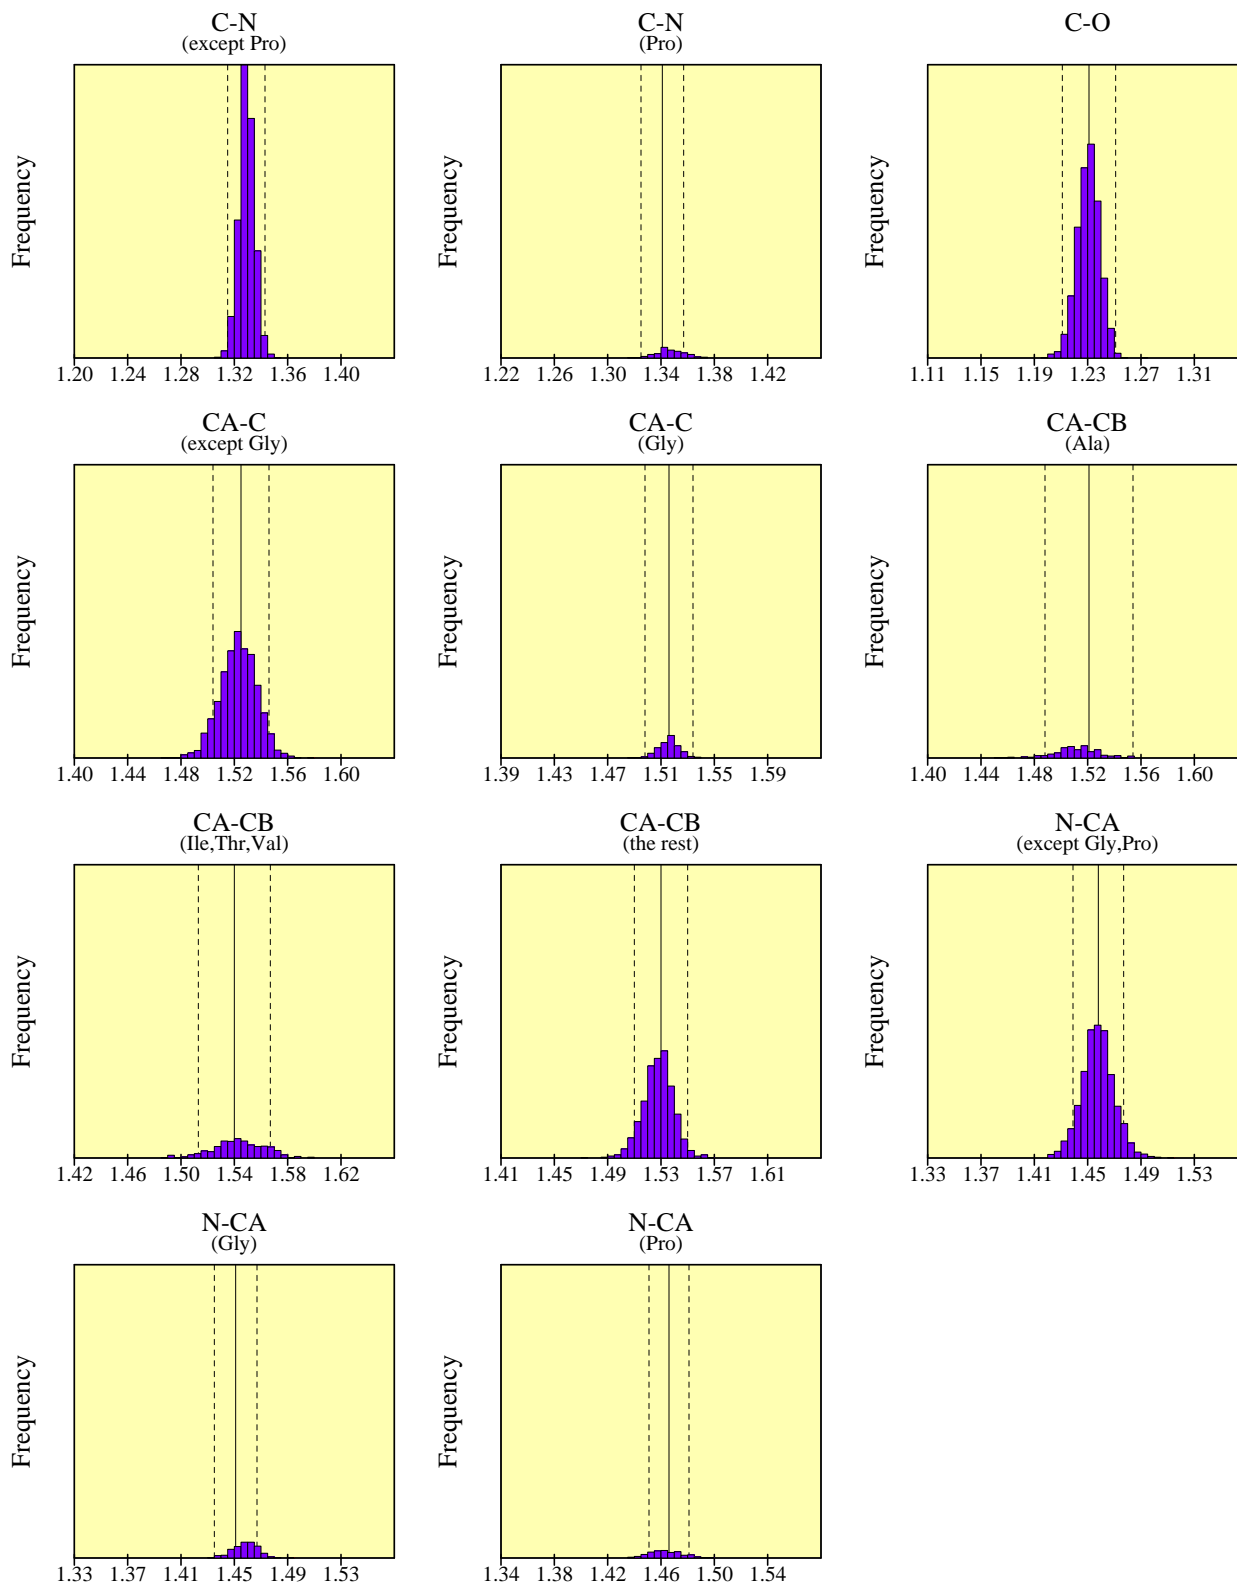 C-N
(except Pro)
Frequency
1.20 1.24 1.28 1.32 1.36 1.40
C-N
(Pro)
Frequency
1.22 1.26 1.30 1.34 1.38 1.42
C-O
Frequency
1.11 1.15 1.19 1.23 1.27 1.31
CA-C
(except Gly)
Frequency
1.40 1.44 1.48 1.52 1.56 1.60
CA-C
(Gly)
Frequency
1.39 1.43 1.47 1.51 1.55 1.59
CA-CB
(Ala)
Frequency
1.40 1.44 1.48 1.52 1.56 1.60
CA-CB
(Ile,Thr,Val)
Frequency
1.42 1.46 1.50 1.54 1.58 1.62
CA-CB
(the rest)
Frequency
1.41 1.45 1.49 1.53 1.57 1.61
N-CA
(except Gly,Pro)
Frequency
1.33 1.37 1.41 1.45 1.49 1.53
N-CA
(Gly)
Frequency
1.33 1.37 1.41 1.45 1.49 1.53
N-CA
(Pro)
Frequency
1.34 1.38 1.42 1.46 1.50 1.54